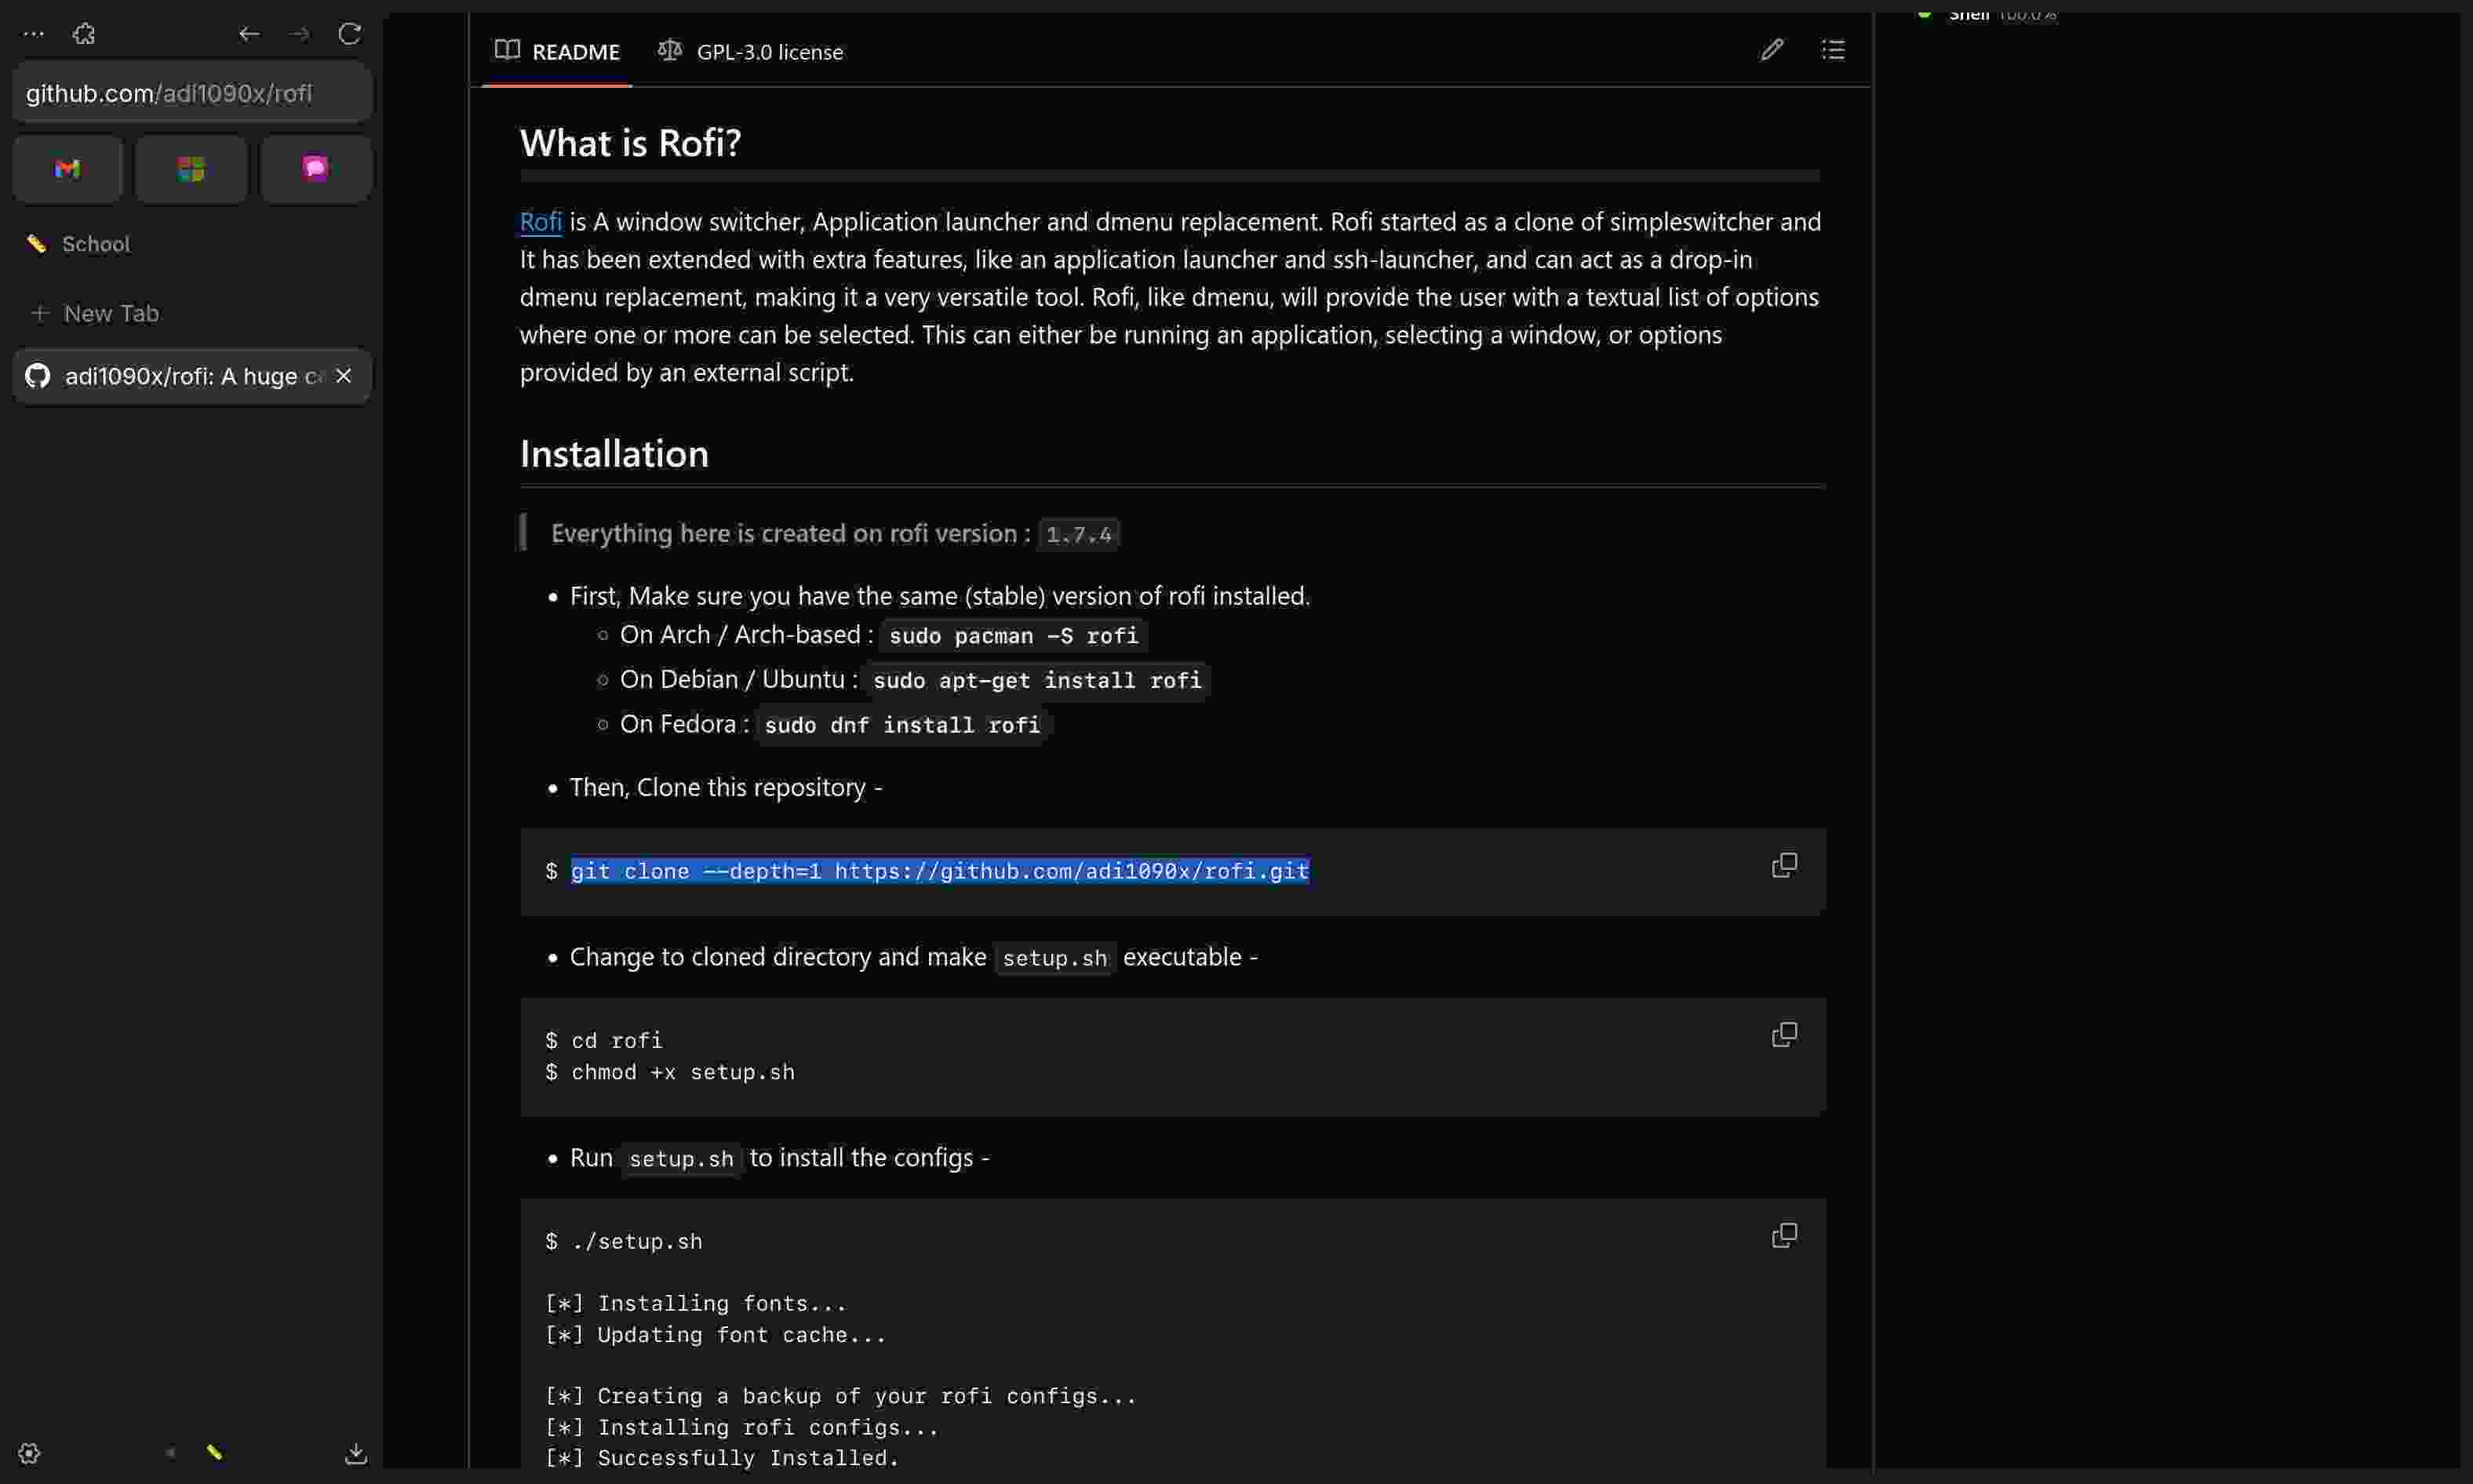 github.com/adi1090x/rofi
School
New Tab
adi1090x/rofi: A huge
README
GPL-3.0 license
Shell 100.0%
What is Rofi?
Rofi is A window switcher, Application launcher and dmenu replacement. Rofi started as a clone of simpleswitcher and
It has been extended with extra features, like an application launcher and ssh-launcher, and can act as a drop-in
dmenu replacement, making it a very versatile tool. Rofi, like dmenu, will provide the user with a textual list of options
where one or more can be selected. This can either be running an application, selecting a window, or options
provided by an external script.
Installation
Everything here is created on rofi version : 1.7.4
First, Make sure you have the same (stable) version of rofi installed.
On Arch / Arch-based : sudo pacman -S rofi
On Debian / Ubuntu : sudo apt-get install rofi
On Fedora : sudo dnf install rofi
Then, Clone this repository -
$ git clone --depth=1 https://github.com/adi1090x/rofi.git
Change to cloned directory and make setup.sh executable -
$ cd rofi
$ chmod +x setup.sh
Run setup.sh to install the configs -
$ ./setup.sh
[*] Installing fonts...
[*] Updating font cache...
[*] Creating a backup of your rofi configs...
[*] Installing rofi configs...
[*] Successfully Installed.